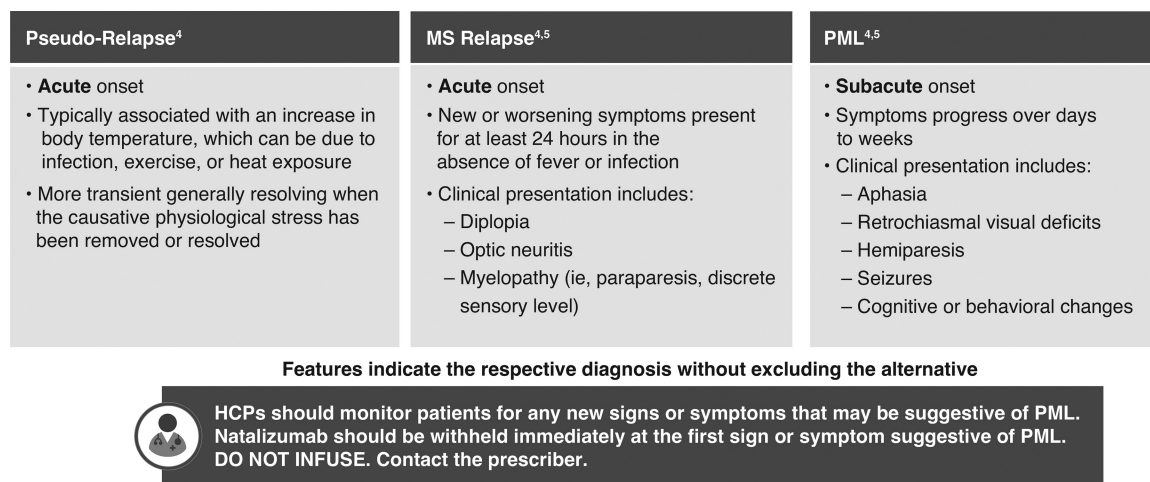 Pseudo-Relapse4
• Acute onset
• Typically associated with an increase in
body temperature, which can be due to
infection, exercise, or heat exposure
• More transient generally resolving when
the causative physiological stress has
been removed or resolved
MS Relapse4,5
• Acute onset
• New or worsening symptoms present
for at least 24 hours in the
absence of fever or infection
• Clinical presentation includes:
– Diplopia
– Optic neuritis
– Myelopathy (ie, paraparesis, discrete
sensory level)
PML4,5
• Subacute onset
• Symptoms progress over days
to weeks
• Clinical presentation includes:
– Aphasia
– Retrochiasmal visual deficits
– Hemiparesis
– Seizures
– Cognitive or behavioral changes
Features indicate the respective diagnosis without excluding the alternative
HCPs should monitor patients for any new signs or symptoms that may be suggestive of PML.
Natalizumab should be withheld immediately at the first sign or symptom suggestive of PML.
DO NOT INFUSE. Contact the prescriber.